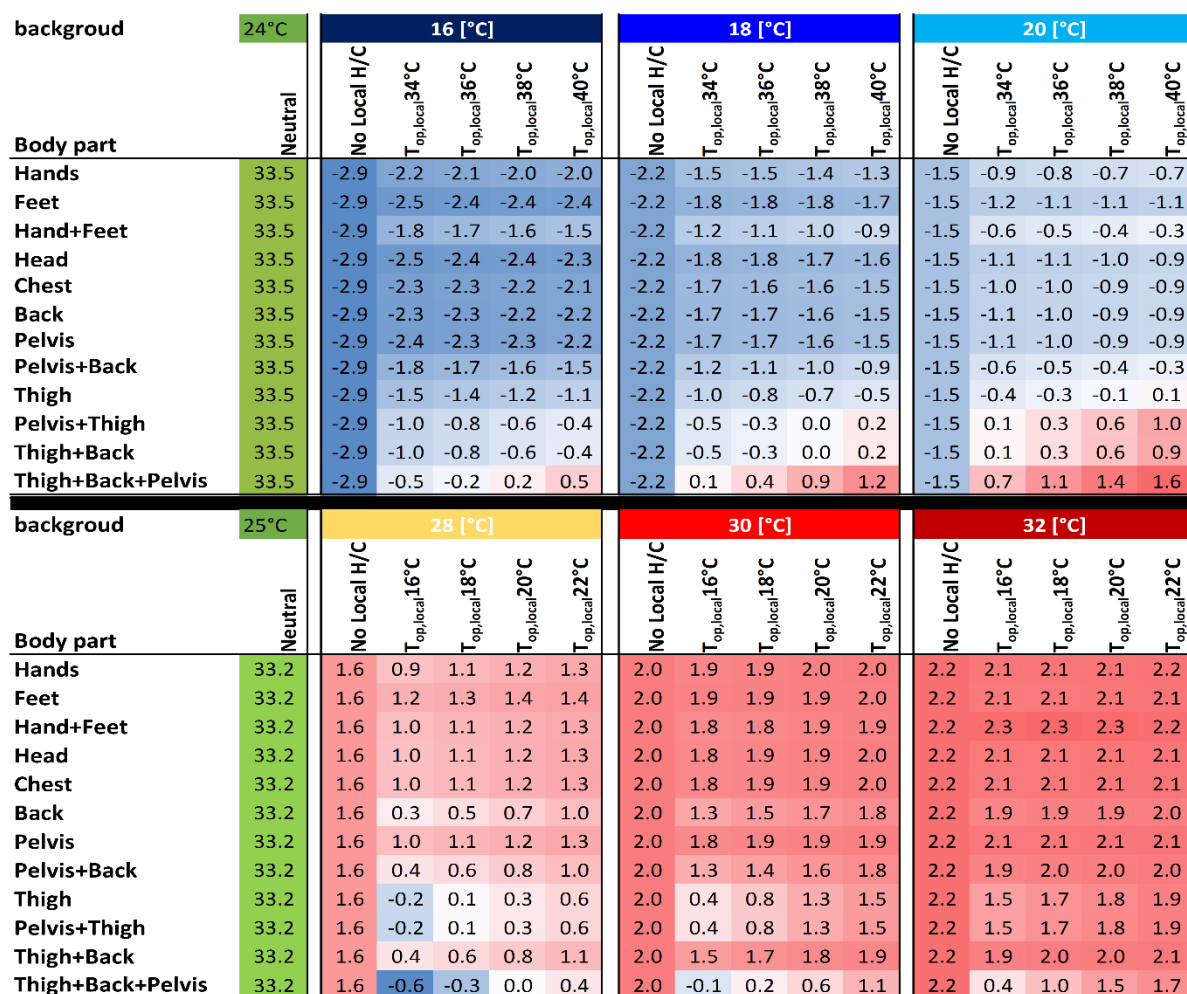 backgroud 24°C 16 [°C] 18 [°C] 20 [°C]
Body part Neutral No Local H/C Top,local34°C Top,local36°C Top,local38°C Top,local40°C No Local H/C Top,local34°C Top,local36°C Top,local38°C Top,local40°C No Local H/C Top,local34°C Top,local36°C Top,local38°C Top,local40°C
Hands 33.5 -2.9 -2.2 -2.1 -2.0 -2.0 -2.2 -1.5 -1.5 -1.4 -1.3 -1.5 -0.9 -0.8 -0.7 -0.7
Feet 33.5 -2.9 -2.5 -2.4 -2.4 -2.4 -2.2 -1.8 -1.8 -1.8 -1.7 -1.5 -1.2 -1.1 -1.1 -1.1
Hand+Feet 33.5 -2.9 -1.8 -1.7 -1.6 -1.5 -2.2 -1.2 -1.1 -1.0 -0.9 -1.5 -0.6 -0.5 -0.4 -0.3
Head 33.5 -2.9 -2.5 -2.4 -2.4 -2.3 -2.2 -1.8 -1.8 -1.7 -1.6 -1.5 -1.1 -1.1 -1.0 -0.9
Chest 33.5 -2.9 -2.3 -2.3 -2.2 -2.1 -2.2 -1.7 -1.6 -1.6 -1.5 -1.5 -1.0 -1.0 -0.9 -0.9
Back 33.5 -2.9 -2.3 -2.3 -2.2 -2.2 -2.2 -1.7 -1.7 -1.6 -1.5 -1.5 -1.1 -1.0 -0.9 -0.9
Pelvis 33.5 -2.9 -2.4 -2.3 -2.3 -2.2 -2.2 -1.7 -1.7 -1.6 -1.5 -1.5 -1.1 -1.0 -0.9 -0.9
Pelvis+Back 33.5 -2.9 -1.8 -1.7 -1.6 -1.5 -2.2 -1.2 -1.1 -1.0 -0.9 -1.5 -0.6 -0.5 -0.4 -0.3
Thigh 33.5 -2.9 -1.5 -1.4 -1.2 -1.1 -2.2 -1.0 -0.8 -0.7 -0.5 -1.5 -0.4 -0.3 -0.1 0.1
Pelvis+Thigh 33.5 -2.9 -1.0 -0.8 -0.6 -0.4 -2.2 -0.5 -0.3 0.0 0.2 -1.5 0.1 0.3 0.6 1.0
Thigh+Back 33.5 -2.9 -1.0 -0.8 -0.6 -0.4 -2.2 -0.5 -0.3 0.0 0.2 -1.5 0.1 0.3 0.6 0.9
Thigh+Back+Pelvis 33.5 -2.9 -0.5 -0.2 0.2 0.5 -2.2 0.1 0.4 0.9 1.2 -1.5 0.7 1.1 1.4 1.6
backgroud 25°C 28 [°C] 30 [°C] 32 [°C]
Body part Neutral No Local H/C Top,local16°C Top,local18°C Top,local20°C Top,local22°C No Local H/C Top,local16°C Top,local18°C Top,local20°C Top,local22°C No Local H/C Top,local16°C Top,local18°C Top,local20°C Top,local22°C
Hands 33.2 1.6 0.9 1.1 1.2 1.3 2.0 1.9 1.9 2.0 2.0 2.2 2.1 2.1 2.1 2.2
Feet 33.2 1.6 1.2 1.3 1.4 1.4 2.0 1.9 1.9 1.9 2.0 2.2 2.1 2.1 2.1 2.1
Hand+Feet 33.2 1.6 1.0 1.1 1.2 1.3 2.0 1.8 1.8 1.9 1.9 2.2 2.3 2.3 2.3 2.2
Head 33.2 1.6 1.0 1.1 1.2 1.3 2.0 1.8 1.9 1.9 2.0 2.2 2.1 2.1 2.1 2.1
Chest 33.2 1.6 1.0 1.1 1.2 1.3 2.0 1.8 1.9 1.9 2.0 2.2 2.1 2.1 2.1 2.1
Back 33.2 1.6 0.3 0.5 0.7 1.0 2.0 1.3 1.5 1.7 1.8 2.2 1.9 1.9 1.9 2.0
Pelvis 33.2 1.6 1.0 1.1 1.2 1.3 2.0 1.8 1.9 1.9 1.9 2.2 2.1 2.1 2.1 2.1
Pelvis+Back 33.2 1.6 0.4 0.6 0.8 1.0 2.0 1.3 1.4 1.6 1.8 2.2 1.9 2.0 2.0 2.0
Thigh 33.2 1.6 -0.2 0.1 0.3 0.6 2.0 0.4 0.8 1.3 1.5 2.2 1.5 1.7 1.8 1.9
Pelvis+Thigh 33.2 1.6 -0.2 0.1 0.3 0.6 2.0 0.4 0.8 1.3 1.5 2.2 1.5 1.7 1.8 1.9
Thigh+Back 33.2 1.6 0.4 0.6 0.8 1.1 2.0 1.5 1.7 1.8 1.9 2.2 1.9 2.0 2.0 2.1
Thigh+Back+Pelvis 33.2 1.6 -0.6 -0.3 0.0 0.4 2.0 -0.1 0.2 0.6 1.1 2.2 0.4 1.0 1.5 1.7